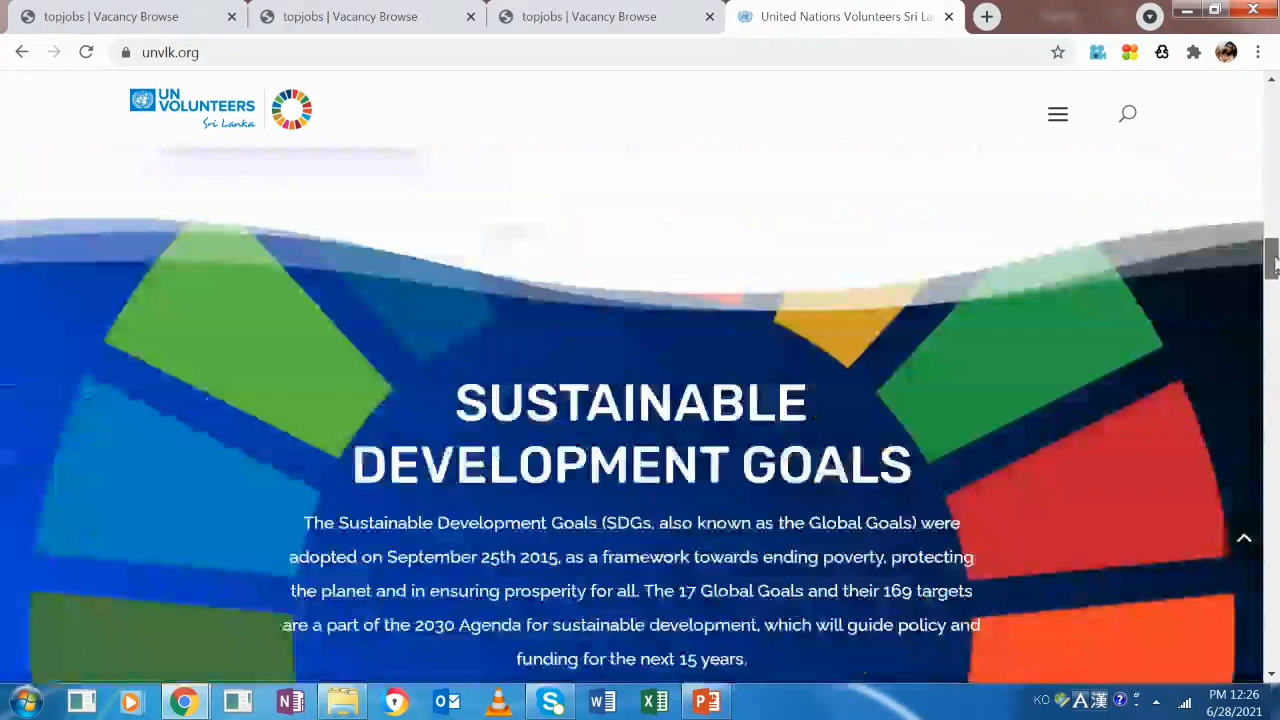 topjobs | Vacancy Browse
topjobs | Vacancy Browse
topjobs | Vacancy Browse
United Nations Volunteers Sri La
unvlk.org
UN
VOLUNTEERS
Sri Lanka
SUSTAINABLE
DEVELOPMENT GOALS
The Sustainable Development Goals (SDGs, also known as the Global Goals) were
adopted on September 25th 2015, as a framework towards ending poverty, protecting
the planet and in ensuring prosperity for all. The 17 Global Goals and their 169 targets
are a part of the 2030 Agenda for sustainable development, which will guide policy and
funding for the next 15 years.
KO A 漢 PM 12:26
6/28/2021